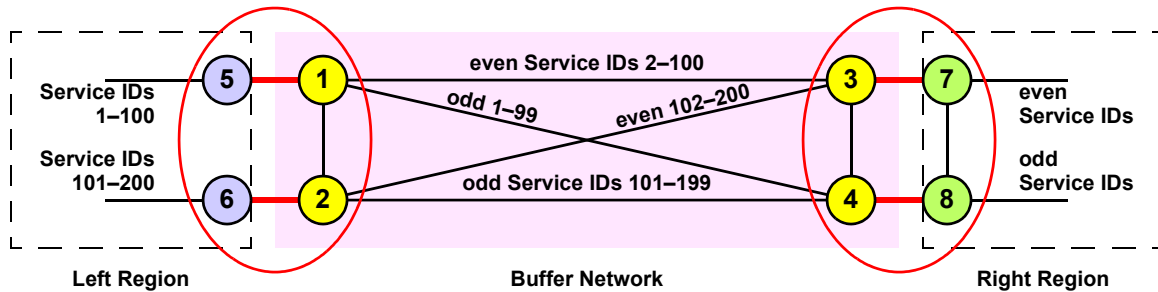 even Service IDs 2–100
5
1
3
7
Service IDs
1–100
odd 1–99
even 102–200
even
Service IDs
Service IDs
101–200
odd Service IDs 101–199
odd
Service IDs
6
2
4
8
Left Region
Buffer Network
Right Region